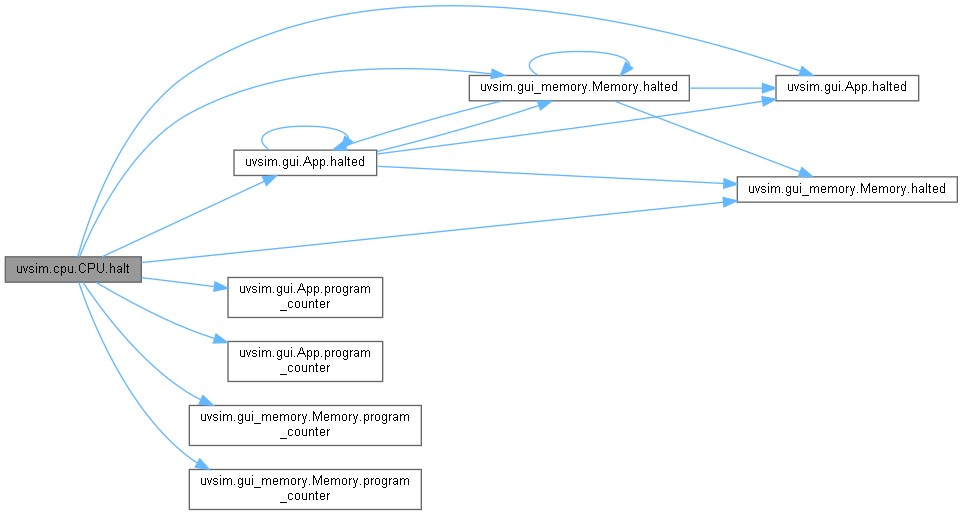 uvsim.gui_memory.Memory.halted
uvsim.gui.App.halted
uvsim.gui.App.halted
uvsim.gui_memory.Memory.halted
uvsim.cpu.CPU.halt
uvsim.gui.App.program
_counter
uvsim.gui.App.program
_counter
uvsim.gui_memory.Memory.program
_counter
uvsim.gui_memory.Memory.program
_counter